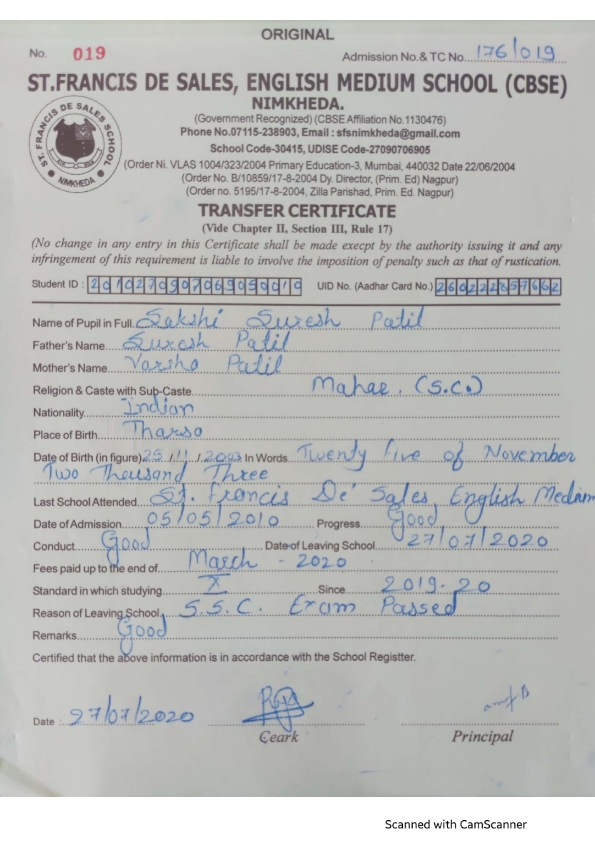 ORIGINAL
No. 019
Admission No.& TC No. 176/019
ST.FRANCIS DE SALES, ENGLISH MEDIUM SCHOOL (CBSE)
NIMKHEDA.
ST. FRANCIS DE SALES SCHOOL
NIMKHEDA
(Government Recognized) (CBSE Affiliation No.1130476)
Phone No.07115-238903, Email : sfsnimkheda@gmail.com
School Code-30415, UDISE Code-27090706905
(Order Ni. VLAS 1004/323/2004 Primary Education-3, Mumbai, 440032 Date 22/06/2004)
(Order No. B/10859/17-8-2004 Dy. Director, (Prim. Ed) Nagpur)
(Order no. 5195/17-8-2004, Zilla Parishad, Prim. Ed. Nagpur)
TRANSFER CERTIFICATE
(Vide Chapter II, Section III, Rule 17)
(No change in any entry in this Certificate shall be made execpt by the authority issuing it and any
infringement of this requirement is liable to involve the imposition of penalty such as that of rustication.
Student ID : 2010270907069050019 UID No. (Aadhar Card No.) 260222857662
Name of Pupil in Full. Sakshi Suresh Patil
Father's Name. Suresh Patil
Mother's Name. Varsha Patil
Religion & Caste with Sub-Caste. Mahae. (S.C.)
Nationality. Indian
Place of Birth. Tharso
Date of Birth (in figure) 25/11/2003 In Words Twenty five of November
Two Thousand Three
Last School Attended. St. Francis De' Sales, English Mediam
Date of Admission. 05/05/2010 Progress. Good
Conduct Good Date of Leaving School. 27/07/2020
Fees paid up to the end of. March - 2020
Standard in which studying X Since 2019-20
Reason of Leaving School. S.S.C. Exam Passed
Remarks. Good
Certified that the above information is in accordance with the School Registter.
Date : 27/07/2020
Ceark
Principal
Scanned with CamScanner